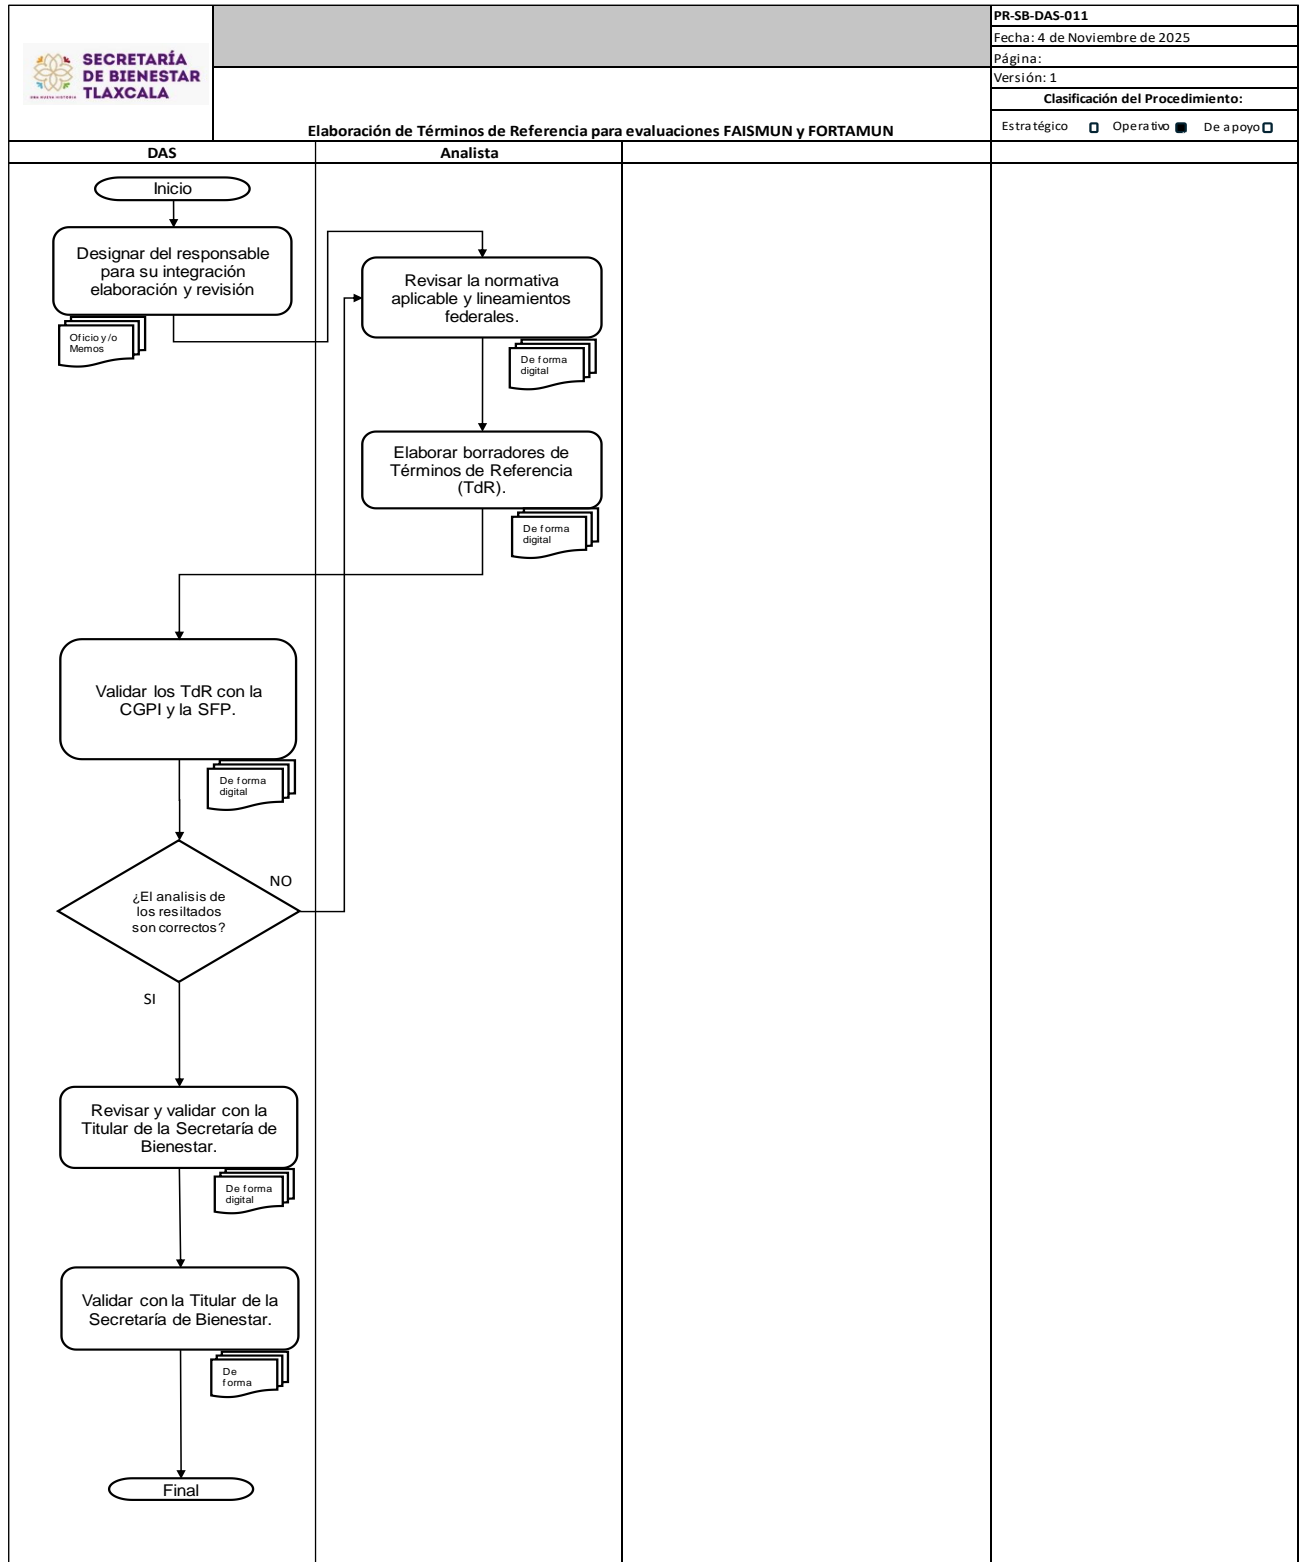 PR-SB-DAS-011
Fecha: 4 de Noviembre de 2025
Página:
Versión: 1
Clasificación del Procedimiento:
Estratégico Operativo De apoyo
SECRETARÍA
DE BIENESTAR
TLAXCALA
UNA NUEVA HISTORIA
Elaboración de Términos de Referencia para evaluaciones FAISMUN y FORTAMUN
DAS
Analista
Inicio
Designar del responsable
para su integración
elaboración y revisión
Oficio y/o
Memos
Revisar la normativa
aplicable y lineamientos
federales.
De forma
digital
Elaborar borradores de
Términos de Referencia
(TdR).
De forma
digital
Validar los TdR con la
CGPI y la SFP.
De forma
digital
¿El analisis de
los resiltados
son correctos?
NO
SI
Revisar y validar con la
Titular de la Secretaría de
Bienestar.
De forma
digital
Validar con la Titular de la
Secretaría de Bienestar.
De
forma
Final